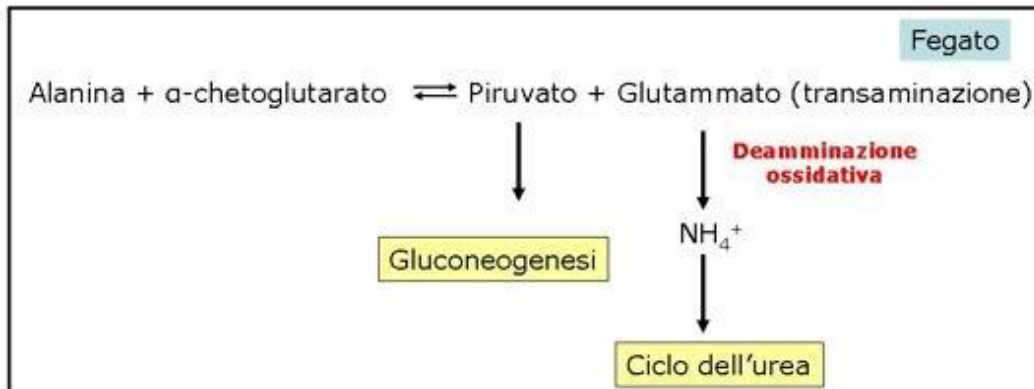 Fegato
Alanina + α-chetoglutarato ⇌ Piruvato + Glutammato (transaminazione)
Deamminazione
ossidativa
NH₄⁺
Gluconeogenesi
Ciclo dell'urea